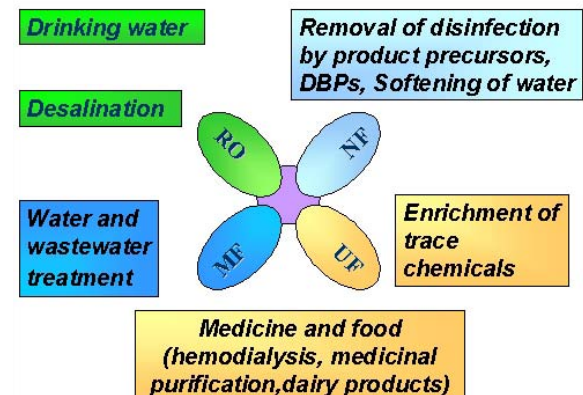 Drinking water
Removal of disinfection
by product precursors,
DBPs, Softening of water
Desalination
RO
NF
Water and
wastewater
treatment
MF
UF
Enrichment of
trace
chemicals
Medicine and food
(hemodialysis, medicinal
purification,dairy products)